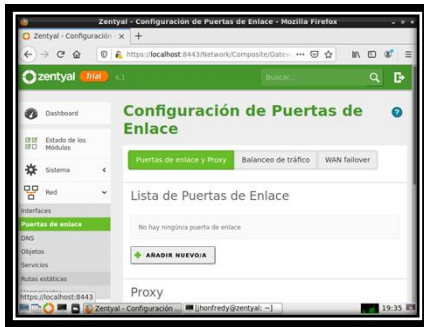 Zentyal - Configuración de Puertas de Enlace - Mozilla Firefox
Zentyal - Configuración
https://localhost:8443/Network/Composite/Gatew
zentyal Trial 6.1 Buscar...
Dashboard
Estado de los Módulos
Sistema
Red
Interfaces
Puertas de enlace
DNS
Objetos
Servicios
Rutas estáticas
https://localhost:8443
Configuración de Puertas de
Enlace
Puertas de enlace y Proxy Balanceo de tráfico WAN failover
Lista de Puertas de Enlace
No hay ningún/a puerta de enlace
AÑADIR NUEVO/A
Proxy
Zentyal - Configuración ... [jhonfredy@zentyal: ~] 19:35